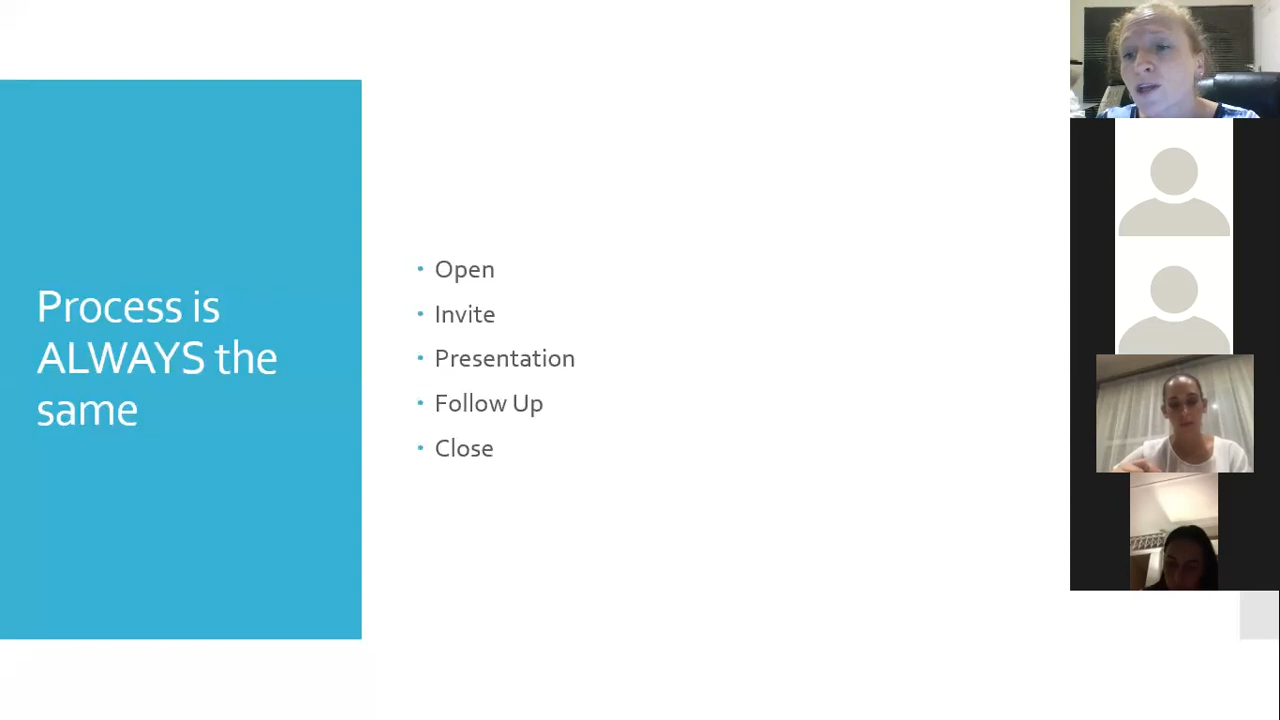 Process is
ALWAYS the
same
Open
Invite
Presentation
Follow Up
Close